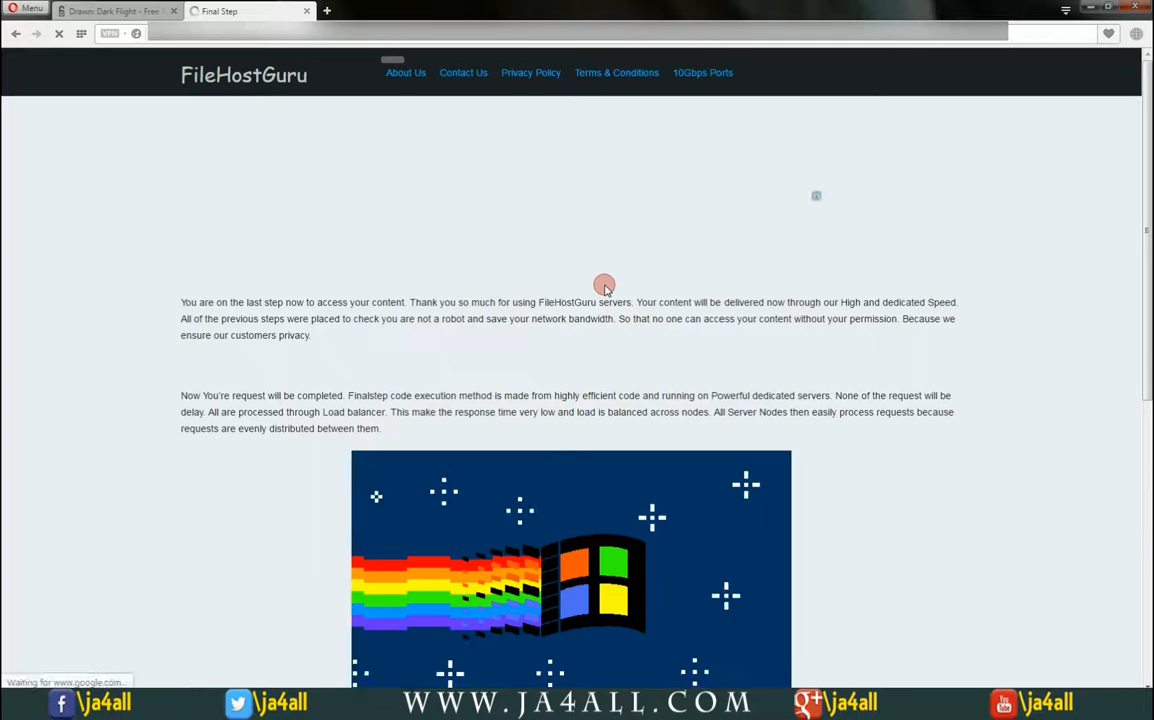 Menu
Drawn: Dark Flight - Free
Final Step
VPN
FileHostGuru
About Us
Contact Us
Privacy Policy
Terms & Conditions
10Gbps Ports
You are on the last step now to access your content. Thank you so much for using FileHostGuru servers. Your content will be delivered now through our High and dedicated Speed.
All of the previous steps were placed to check you are not a robot and save your network bandwidth. So that no one can access your content without your permission. Because we
ensure our customers privacy.
Now You're request will be completed. Finalstep code execution method is made from highly efficient code and running on Powerful dedicated servers. None of the request will be
delay. All are processed through Load balancer. This make the response time very low and load is balanced across nodes. All Server Nodes then easily process requests because
requests are evenly distributed between them.
Waiting for www.google.com...
f \ja4all
\ja4all
WWW.JA4ALL.COM
g+ \ja4all
You Tube \ja4all